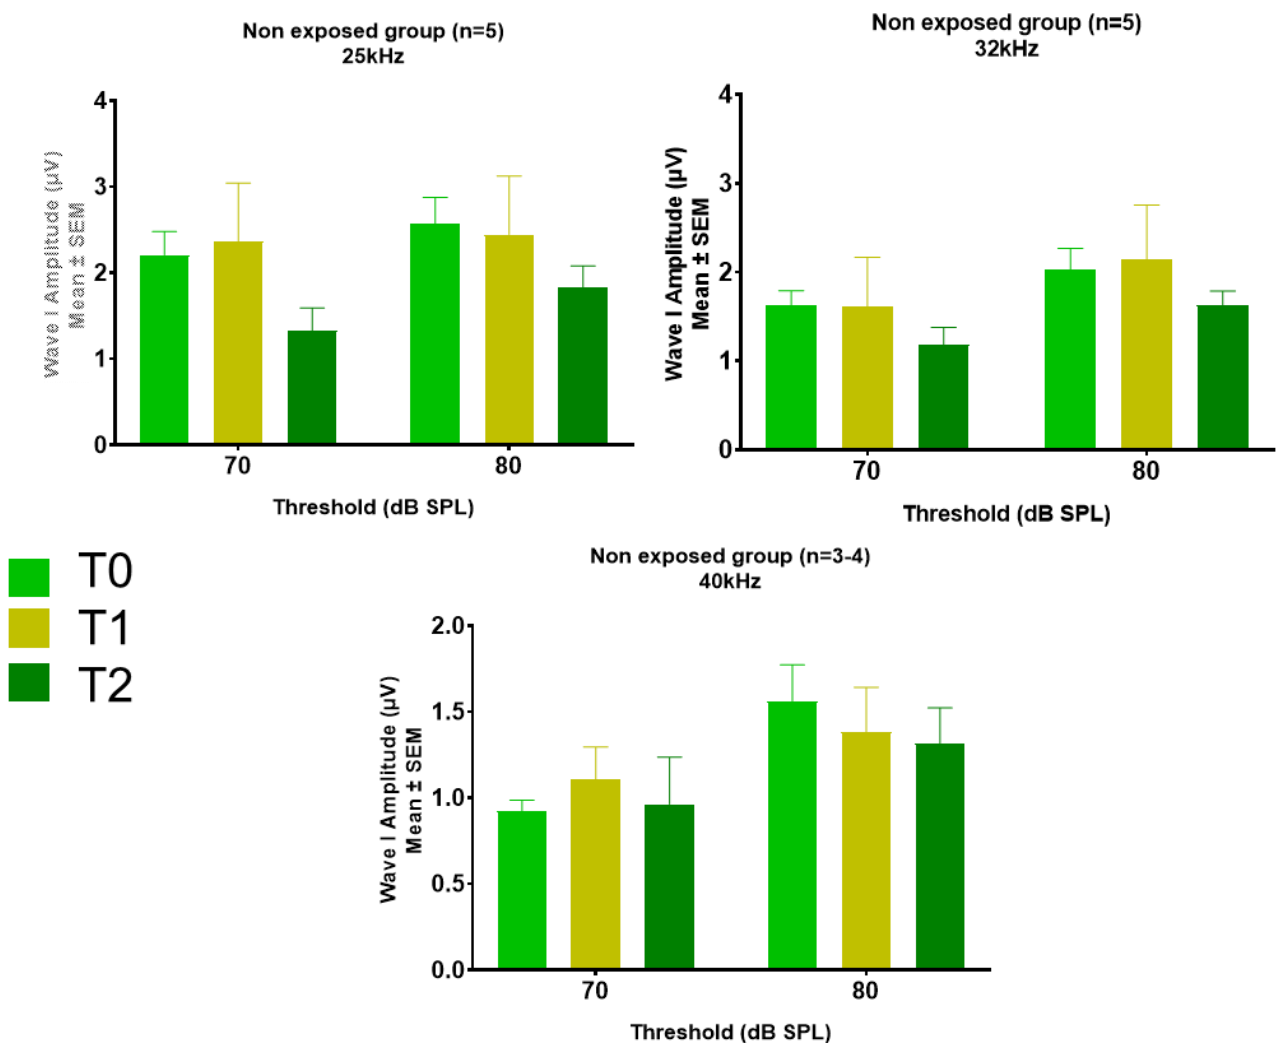 Non exposed group (n=5)
25kHz
Wave I Amplitude (µV)
Mean ± SEM
4
3
2
1
0
70
80
Threshold (dB SPL)
Non exposed group (n=5)
32kHz
Wave I Amplitude (µV)
Mean ± SEM
4
3
2
1
0
70
80
Threshold (dB SPL)
T0
T1
T2
Non exposed group (n=3-4)
40kHz
Wave I Amplitude (µV)
Mean ± SEM
2.0
1.5
1.0
0.5
0.0
70
80
Threshold (dB SPL)